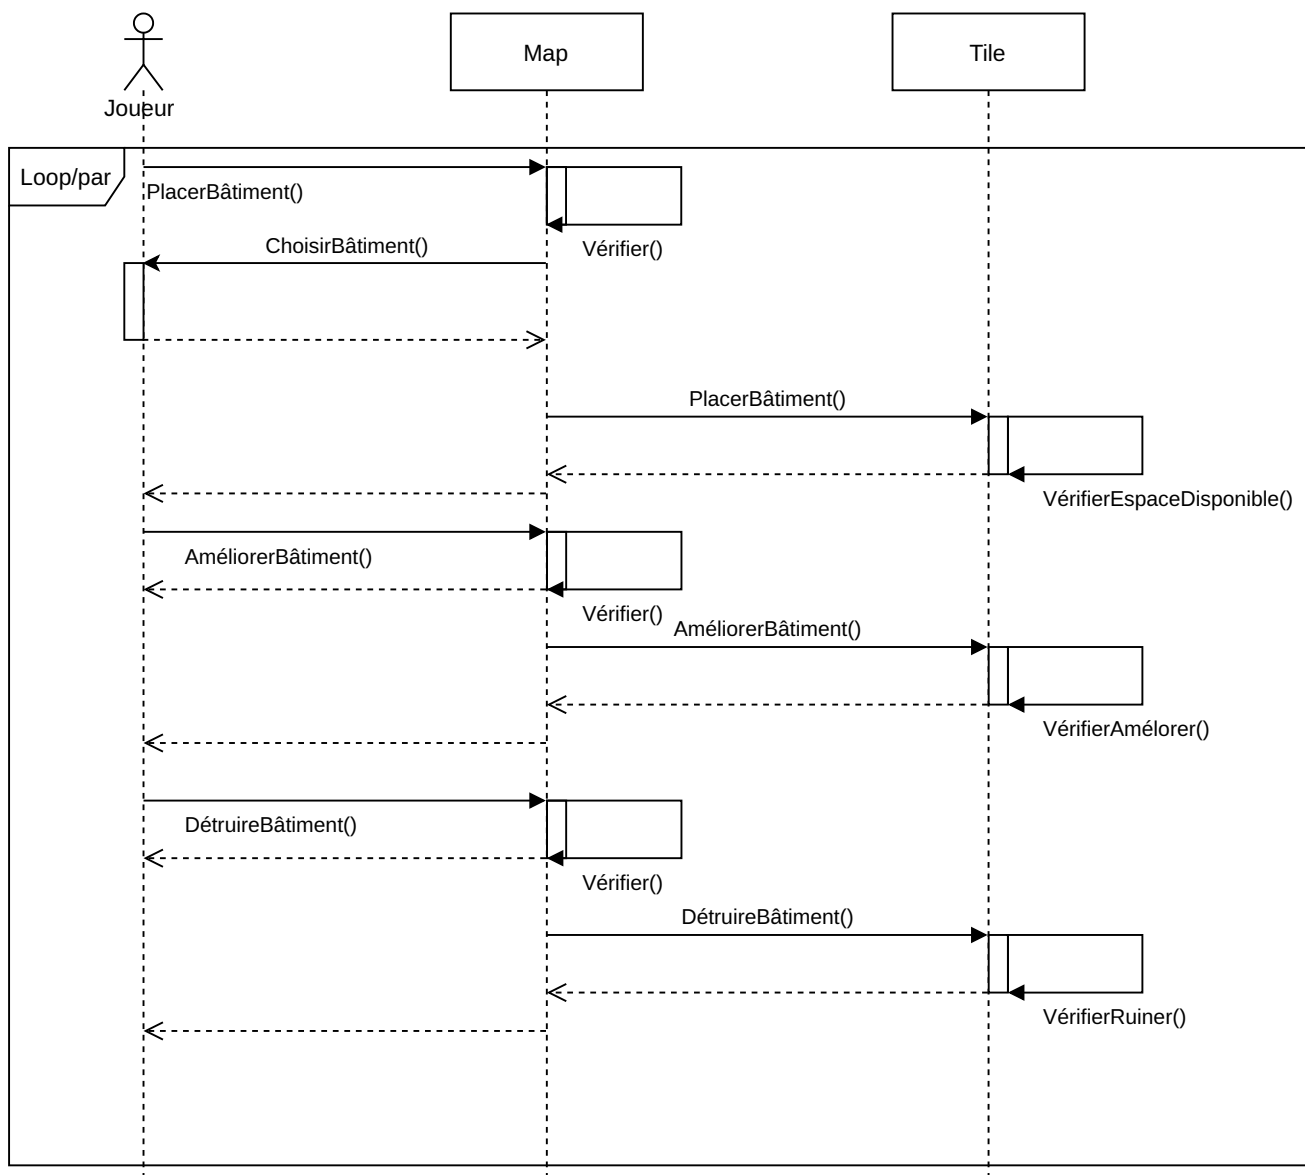 Joueur
Map
Tile
Loop/par
PlacerBâtiment()
Vérifier()
ChoisirBâtiment()
PlacerBâtiment()
VérifierEspaceDisponible()
AméliorerBâtiment()
Vérifier()
AméliorerBâtiment()
VérifierAmélorer()
DétruireBâtiment()
Vérifier()
DétruireBâtiment()
VérifierRuiner()